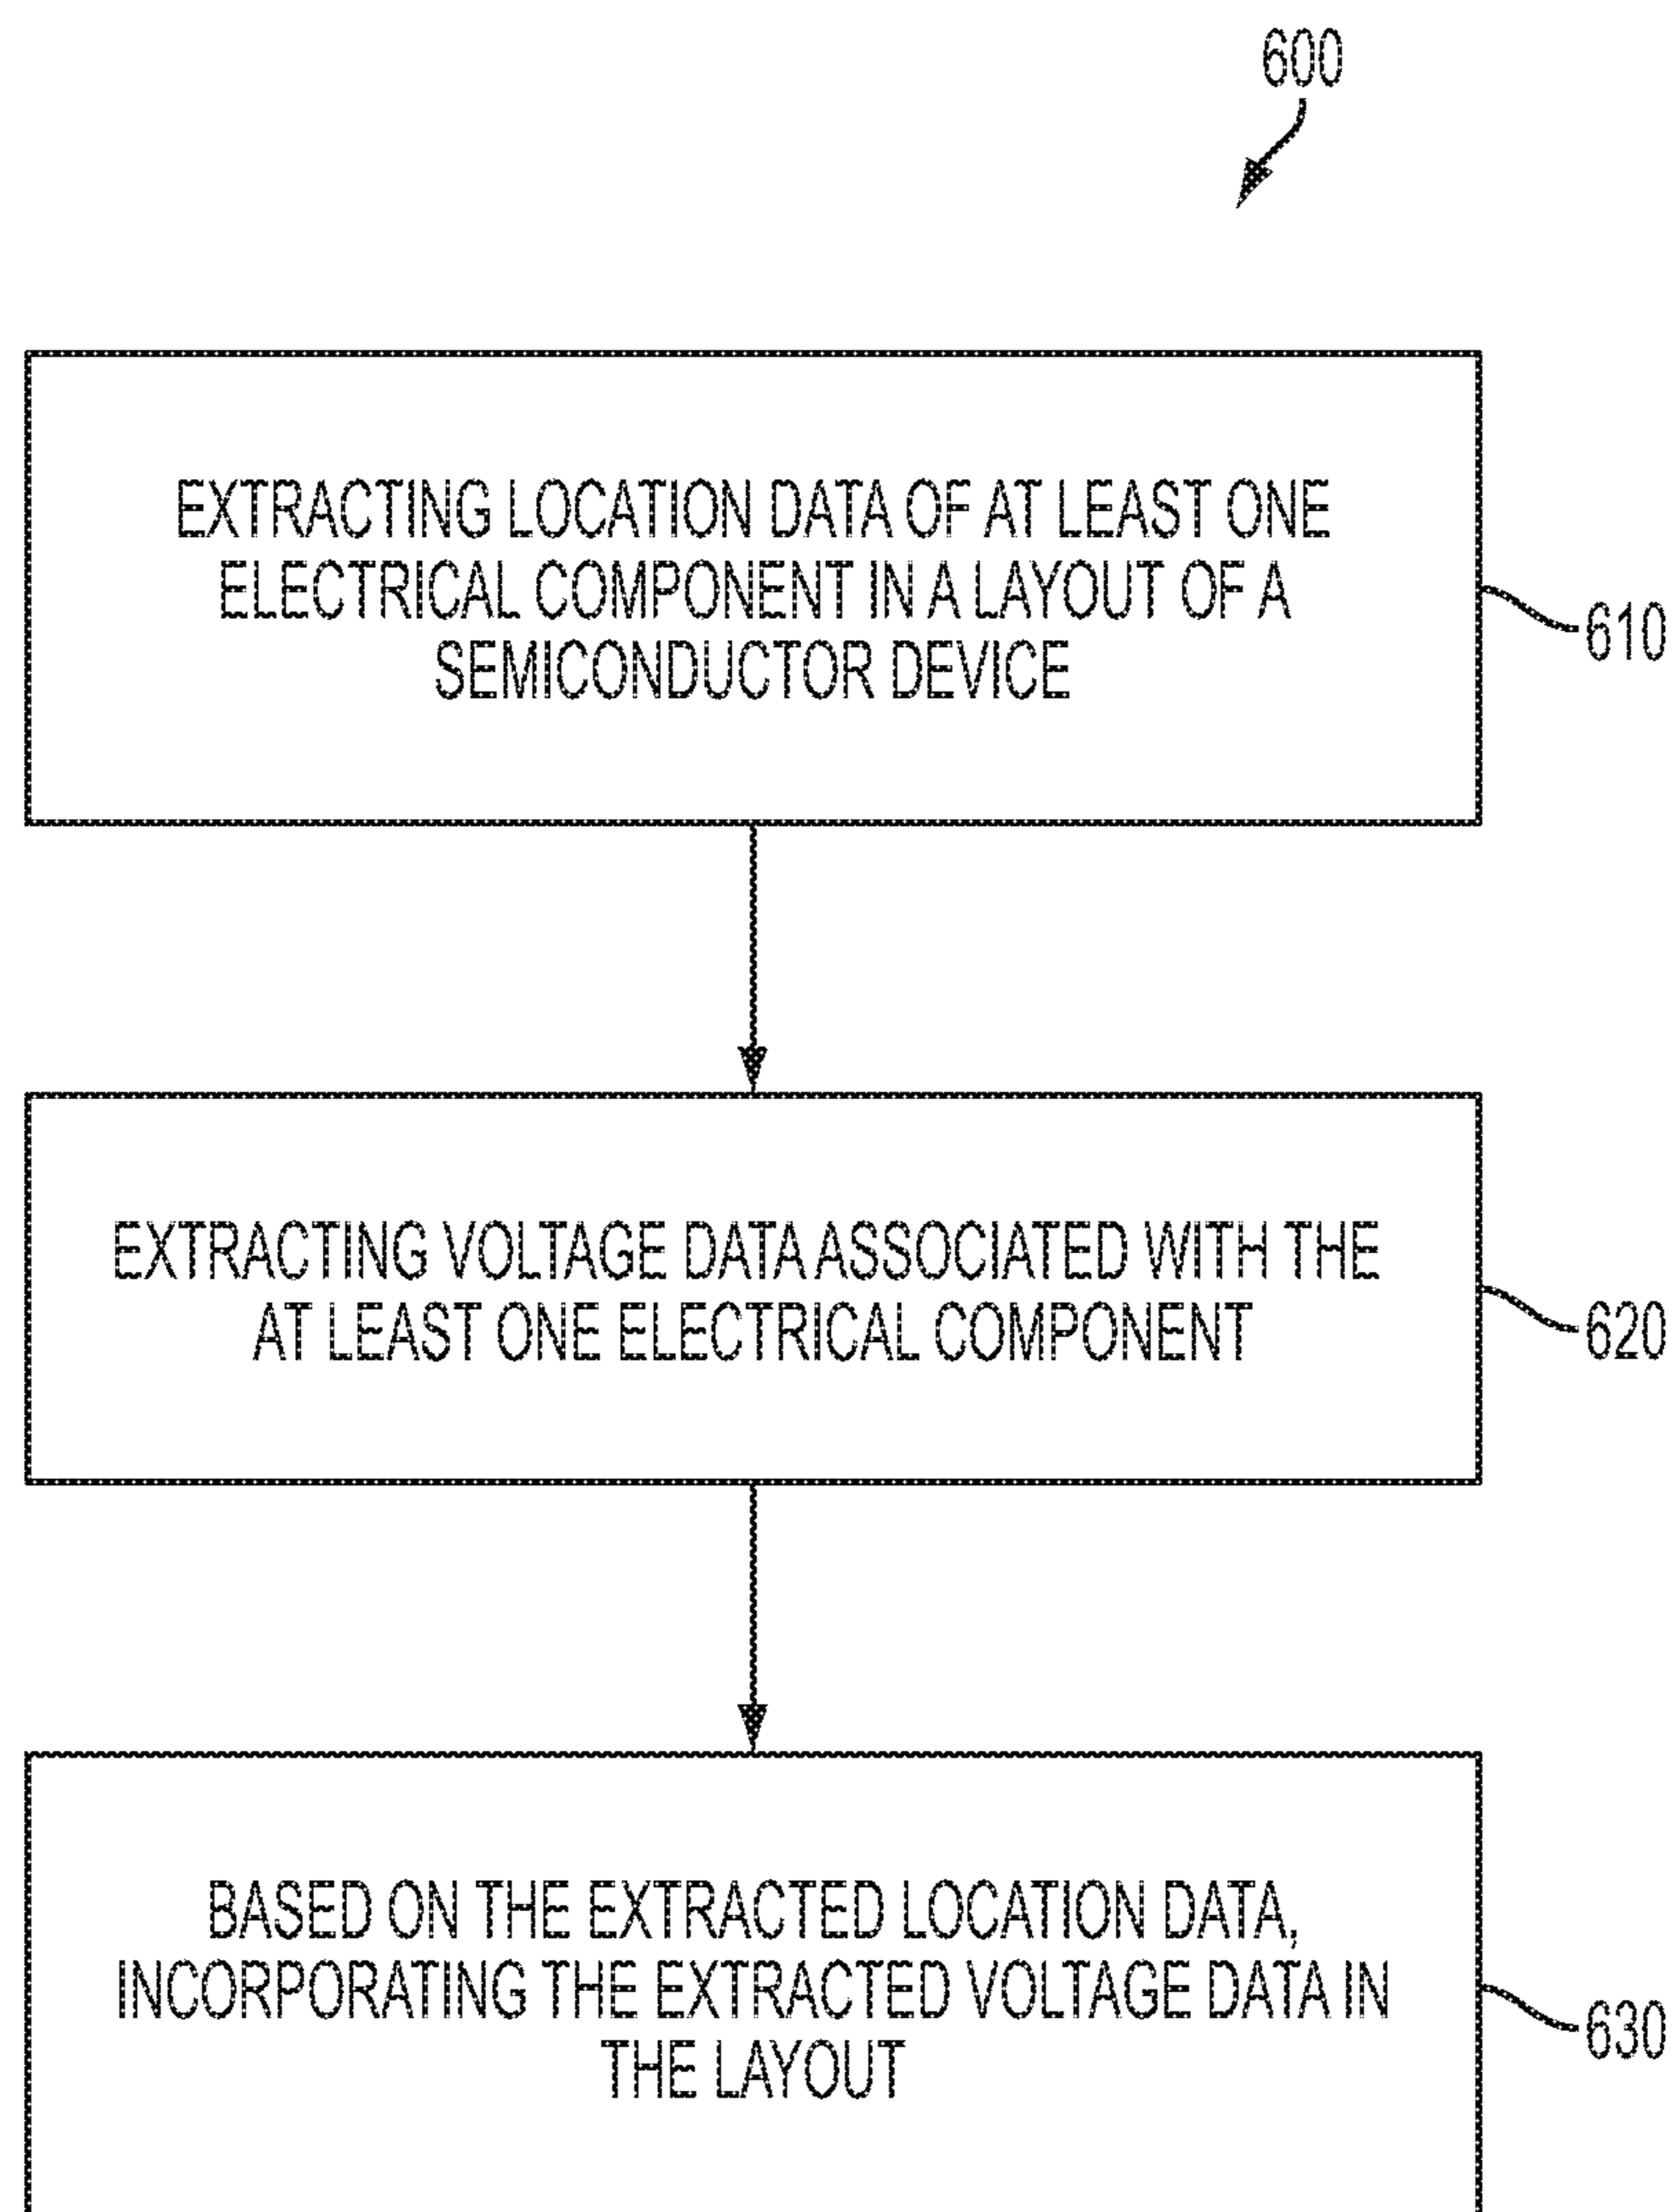 600
EXTRACTING LOCATION DATA OF AT LEAST ONE
ELECTRICAL COMPONENT IN A LAYOUT OF A
SEMICONDUCTOR DEVICE
610
EXTRACTING VOLTAGE DATA ASSOCIATED WITH THE
AT LEAST ONE ELECTRICAL COMPONENT
620
BASED ON THE EXTRACTED LOCATION DATA,
INCORPORATING THE EXTRACTED VOLTAGE DATA IN
THE LAYOUT
630